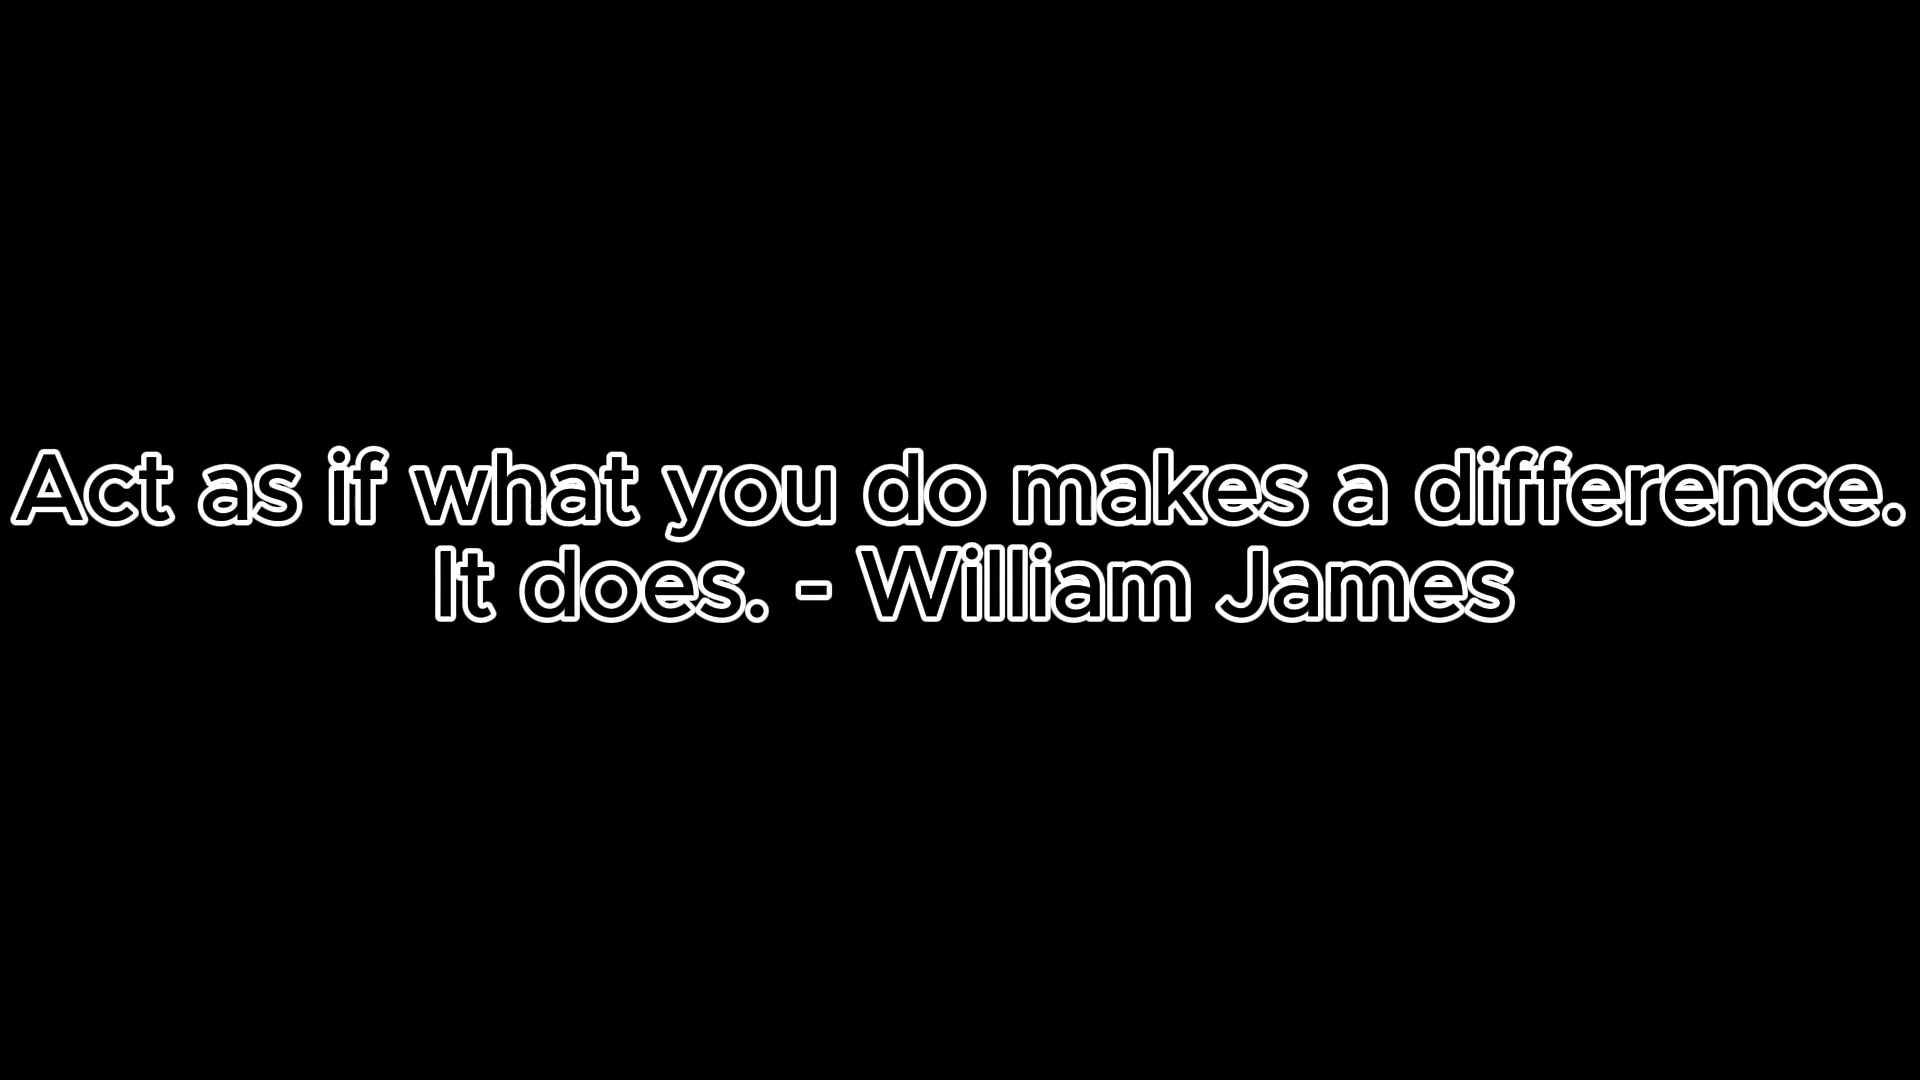 Act as if what you do makes a difference.
It does. - William James